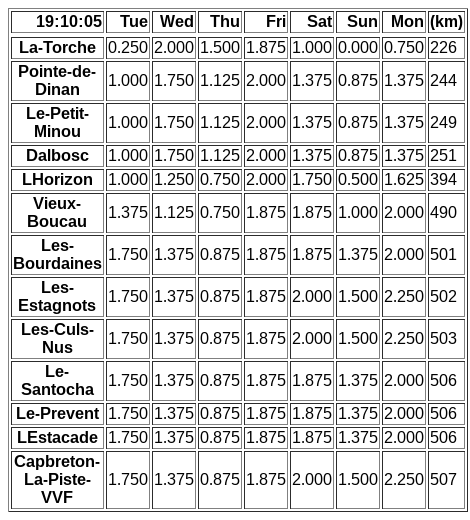 19:10:05 Tue Wed Thu Fri Sat Sun Mon (km)
La-Torche 0.250 2.000 1.500 1.875 1.000 0.000 0.750 226
Pointe-de-
Dinan 1.000 1.750 1.125 2.000 1.375 0.875 1.375 244
Le-Petit-
Minou 1.000 1.750 1.125 2.000 1.375 0.875 1.375 249
Dalbosc 1.000 1.750 1.125 2.000 1.375 0.875 1.375 251
LHorizon 1.000 1.250 0.750 2.000 1.750 0.500 1.625 394
Vieux-
Boucau 1.375 1.125 0.750 1.875 1.875 1.000 2.000 490
Les-
Bourdaines 1.750 1.375 0.875 1.875 1.875 1.375 2.000 501
Les-
Estagnots 1.750 1.375 0.875 1.875 2.000 1.500 2.250 502
Les-Culs-
Nus 1.750 1.375 0.875 1.875 2.000 1.500 2.250 503
Le-
Santocha 1.750 1.375 0.875 1.875 1.875 1.375 2.000 506
Le-Prevent 1.750 1.375 0.875 1.875 1.875 1.375 2.000 506
LEstacade 1.750 1.375 0.875 1.875 1.875 1.375 2.000 506
Capbreton-
La-Piste- 1.750 1.375 0.875 1.875 2.000 1.500 2.250 507
VVF